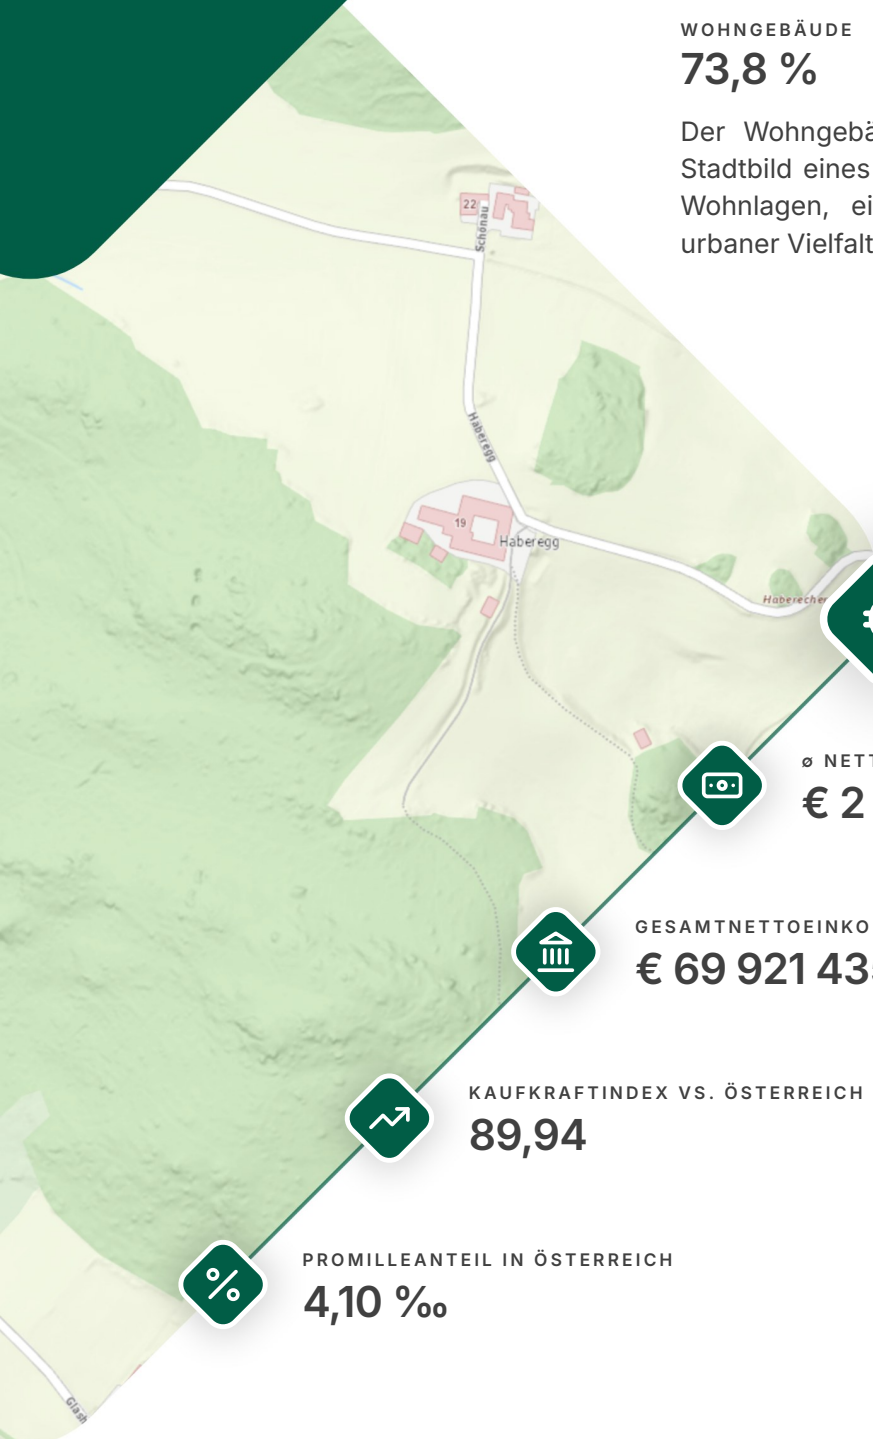 WOHNGEBÄUDE
73,8 %
Der Wohngebä
Stadtbild eines
Wohnlagen, ei
urbaner Vielfalt
22
Schönau
Haberegg
19
Haberegg
Haberecher
ø NETT
€ 2
GESAMTNETTOEINKO
€ 69 921 43
KAUFKRAFTINDEX VS. ÖSTERREICH
89,94
PROMILLEANTEIL IN ÖSTERREICH
4,10 ‰
Glash